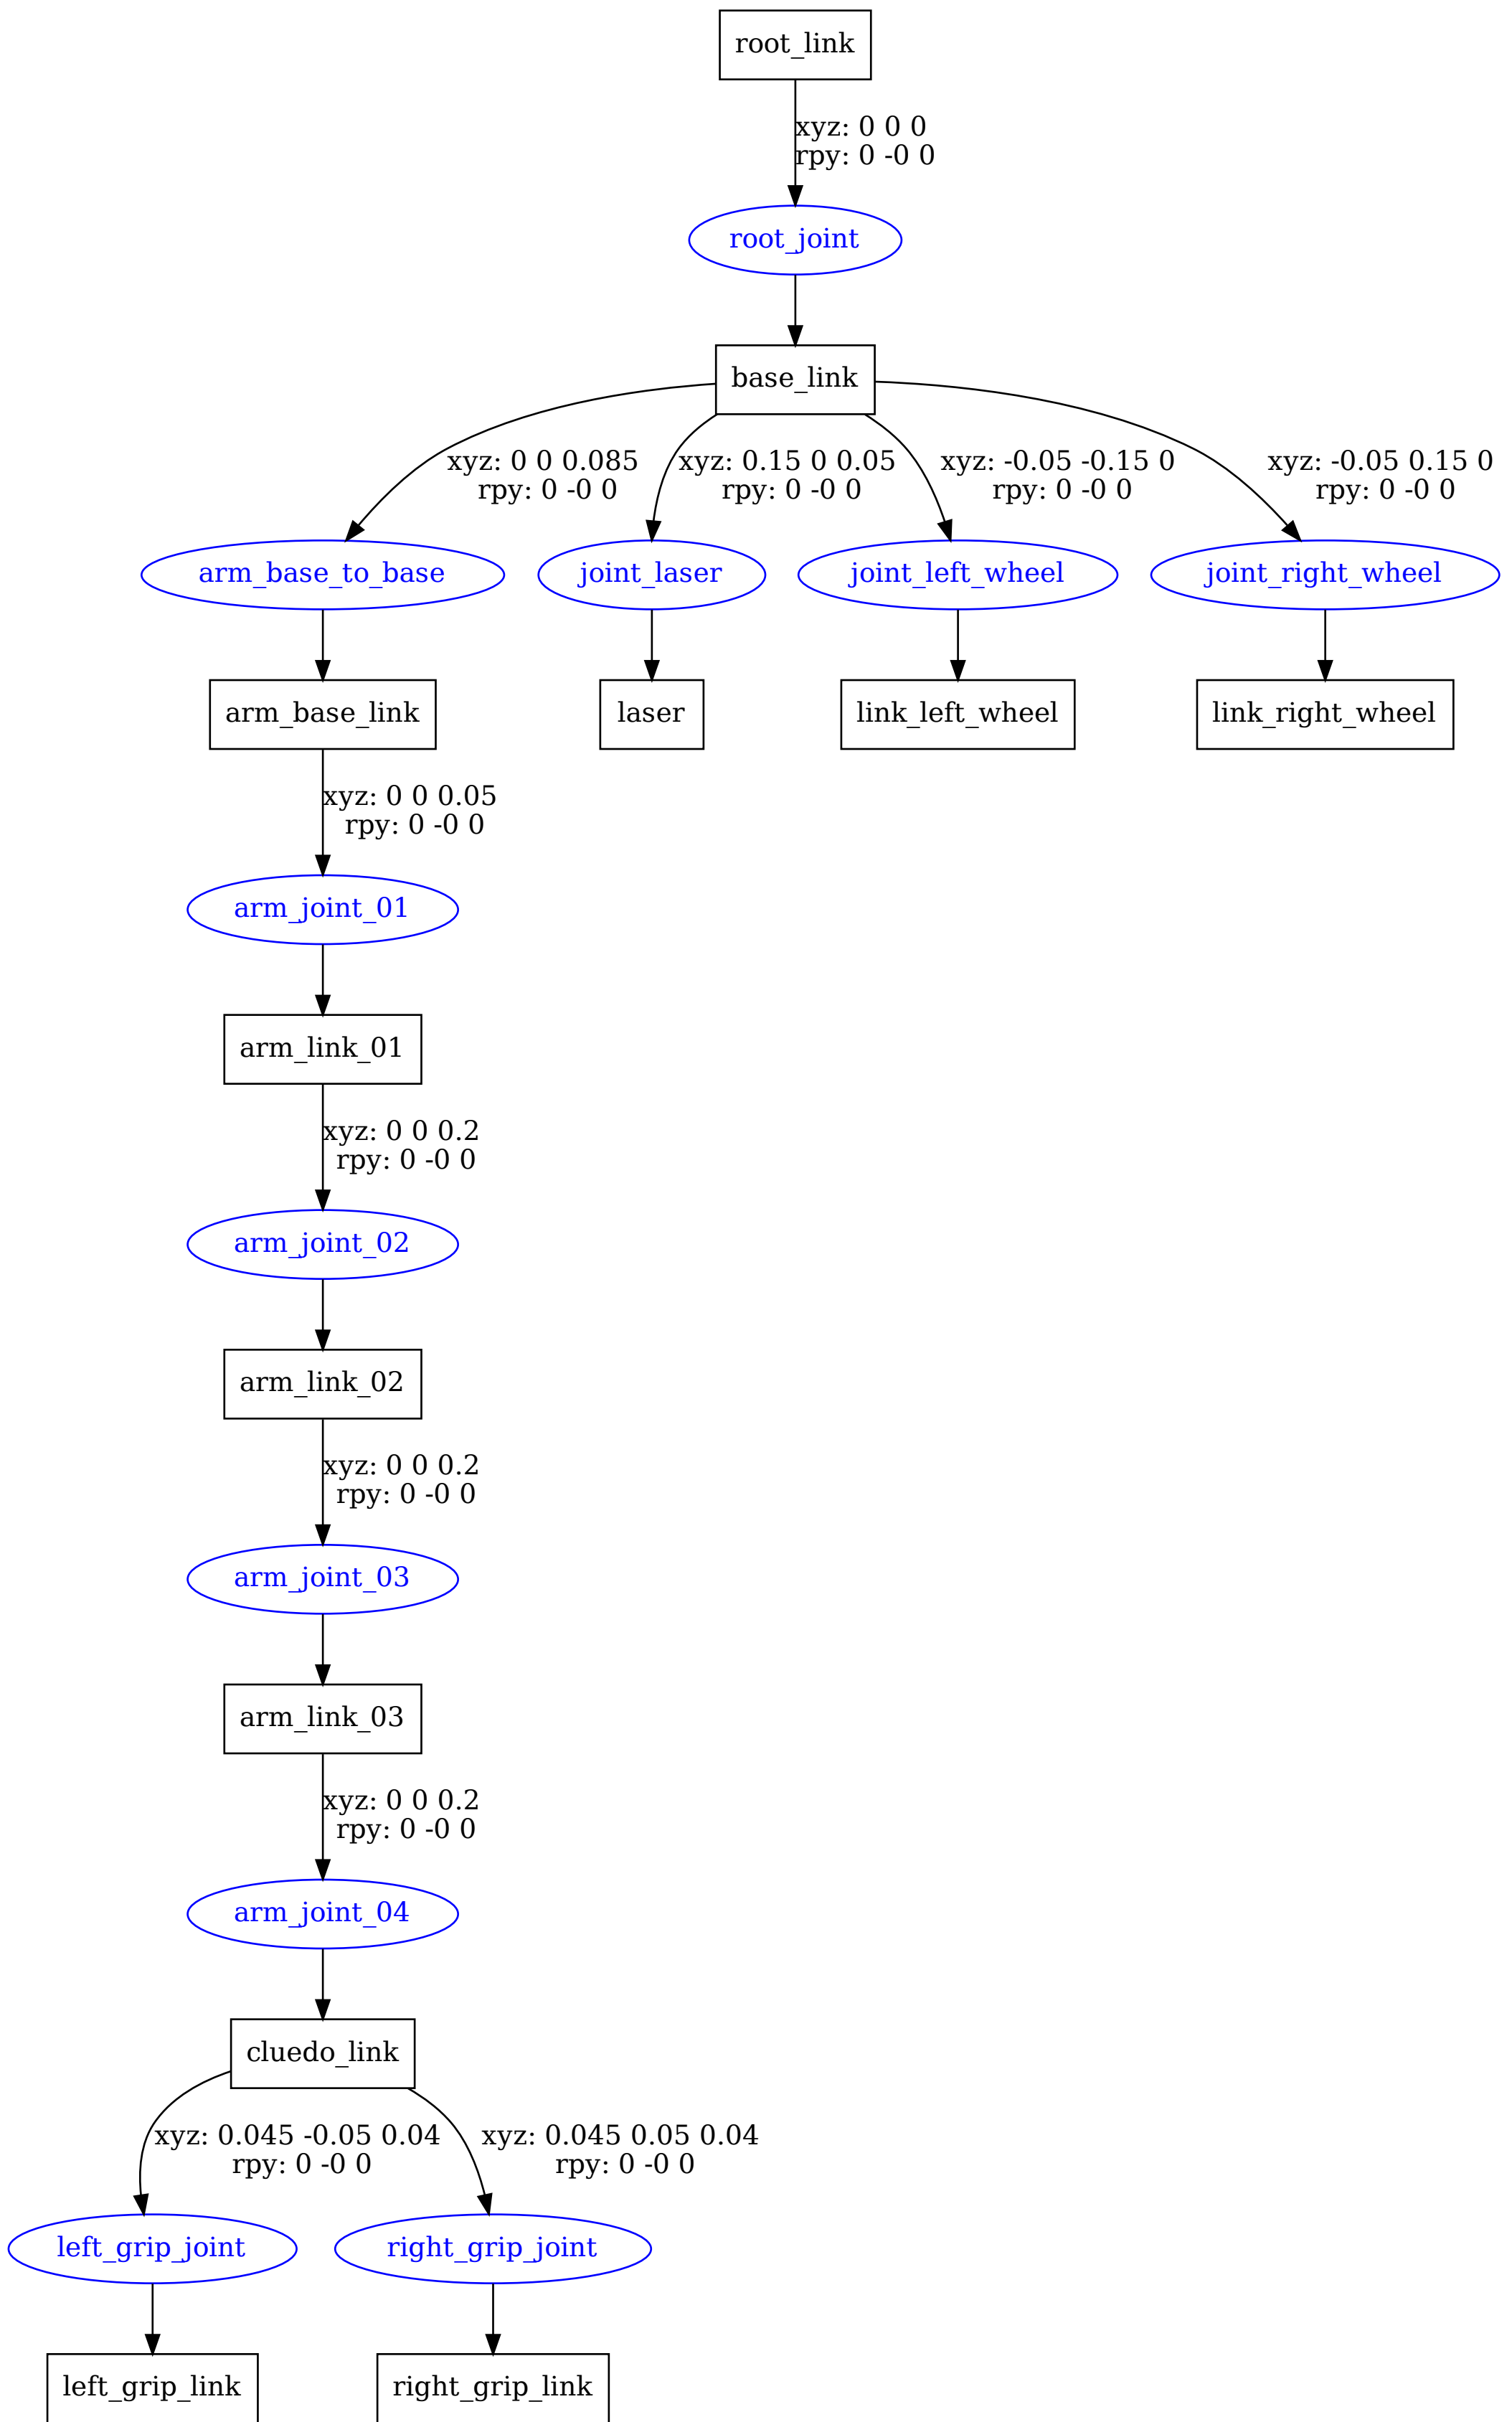 root_link
xyz: 0 0 0
rpy: 0 -0 0
root_joint
base_link
xyz: 0 0 0.085
rpy: 0 -0 0
xyz: 0.15 0 0.05
rpy: 0 -0 0
xyz: -0.05 -0.15 0
rpy: 0 -0 0
xyz: -0.05 0.15 0
rpy: 0 -0 0
arm_base_to_base
joint_laser
joint_left_wheel
joint_right_wheel
arm_base_link
laser
link_left_wheel
link_right_wheel
xyz: 0 0 0.05
rpy: 0 -0 0
arm_joint_01
arm_link_01
xyz: 0 0 0.2
rpy: 0 -0 0
arm_joint_02
arm_link_02
xyz: 0 0 0.2
rpy: 0 -0 0
arm_joint_03
arm_link_03
xyz: 0 0 0.2
rpy: 0 -0 0
arm_joint_04
cluedo_link
xyz: 0.045 -0.05 0.04
rpy: 0 -0 0
xyz: 0.045 0.05 0.04
rpy: 0 -0 0
left_grip_joint
right_grip_joint
left_grip_link
right_grip_link